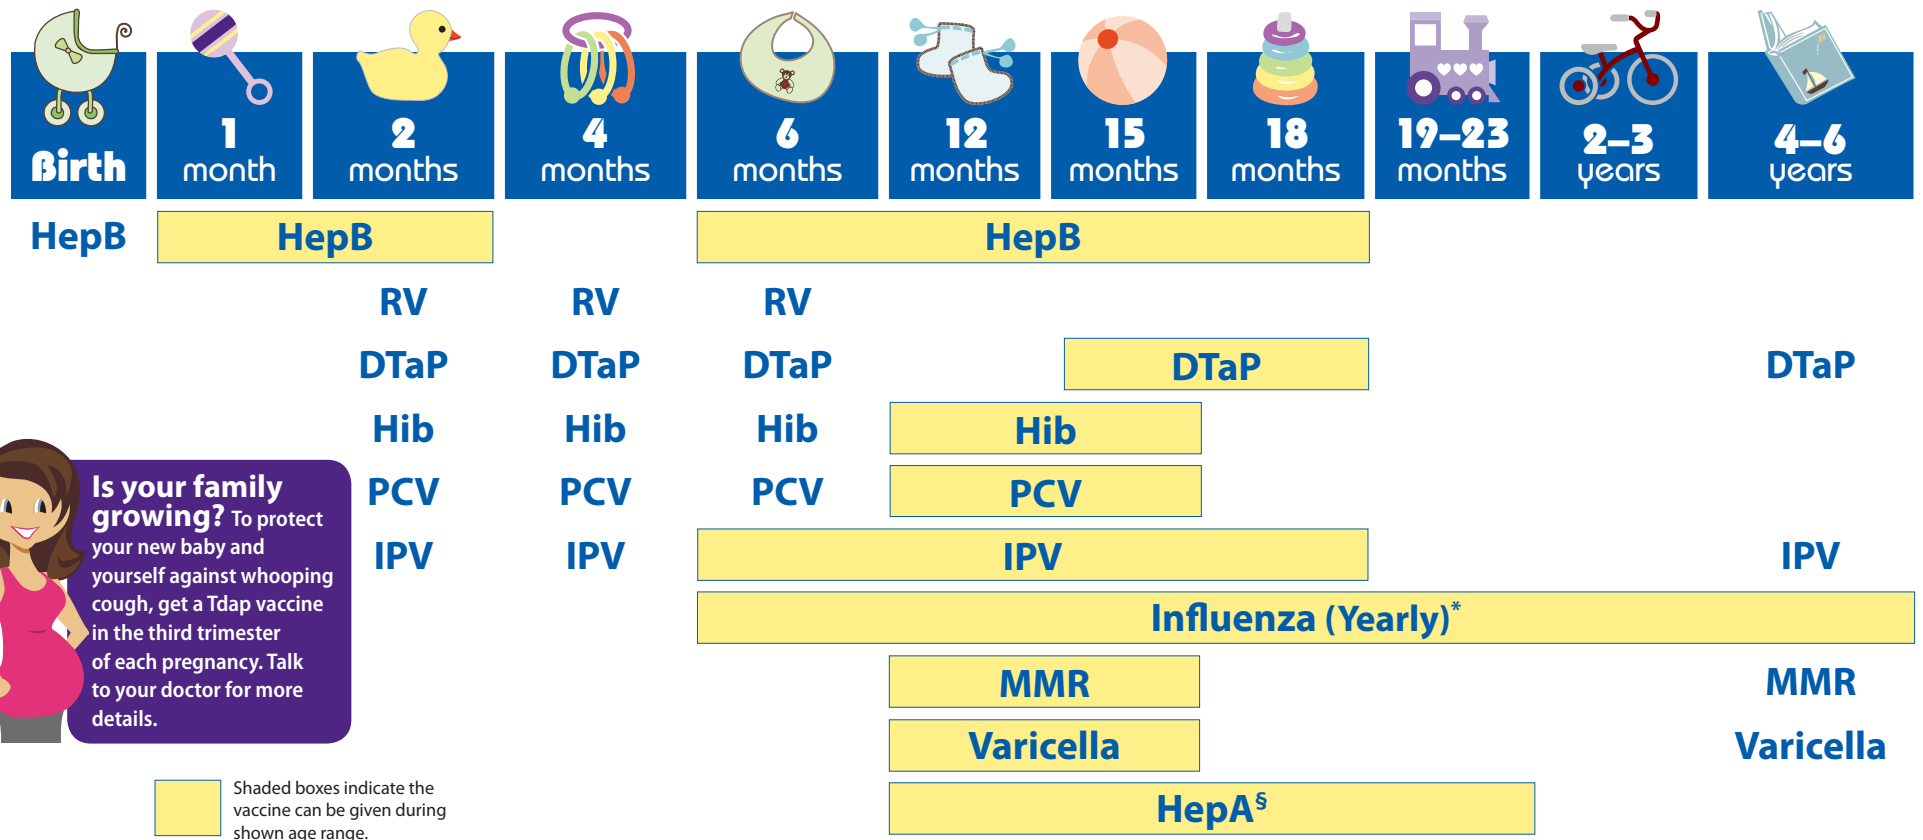 Birth
1
month
2
months
4
months
6
months
12
months
15
months
18
months
19–23
months
2–3
years
4–6
years
HepB HepB HepB
RV RV RV
DTaP DTaP DTaP DTaP DTaP
Hib Hib Hib Hib
PCV PCV PCV PCV
IPV IPV IPV IPV
Influenza (Yearly)*
MMR MMR
Varicella Varicella
HepA§
Is your family
growing? To protect
your new baby and
yourself against whooping
cough, get a Tdap vaccine
in the third trimester
of each pregnancy. Talk
to your doctor for more
details.
Shaded boxes indicate the
vaccine can be given during
shown age range.